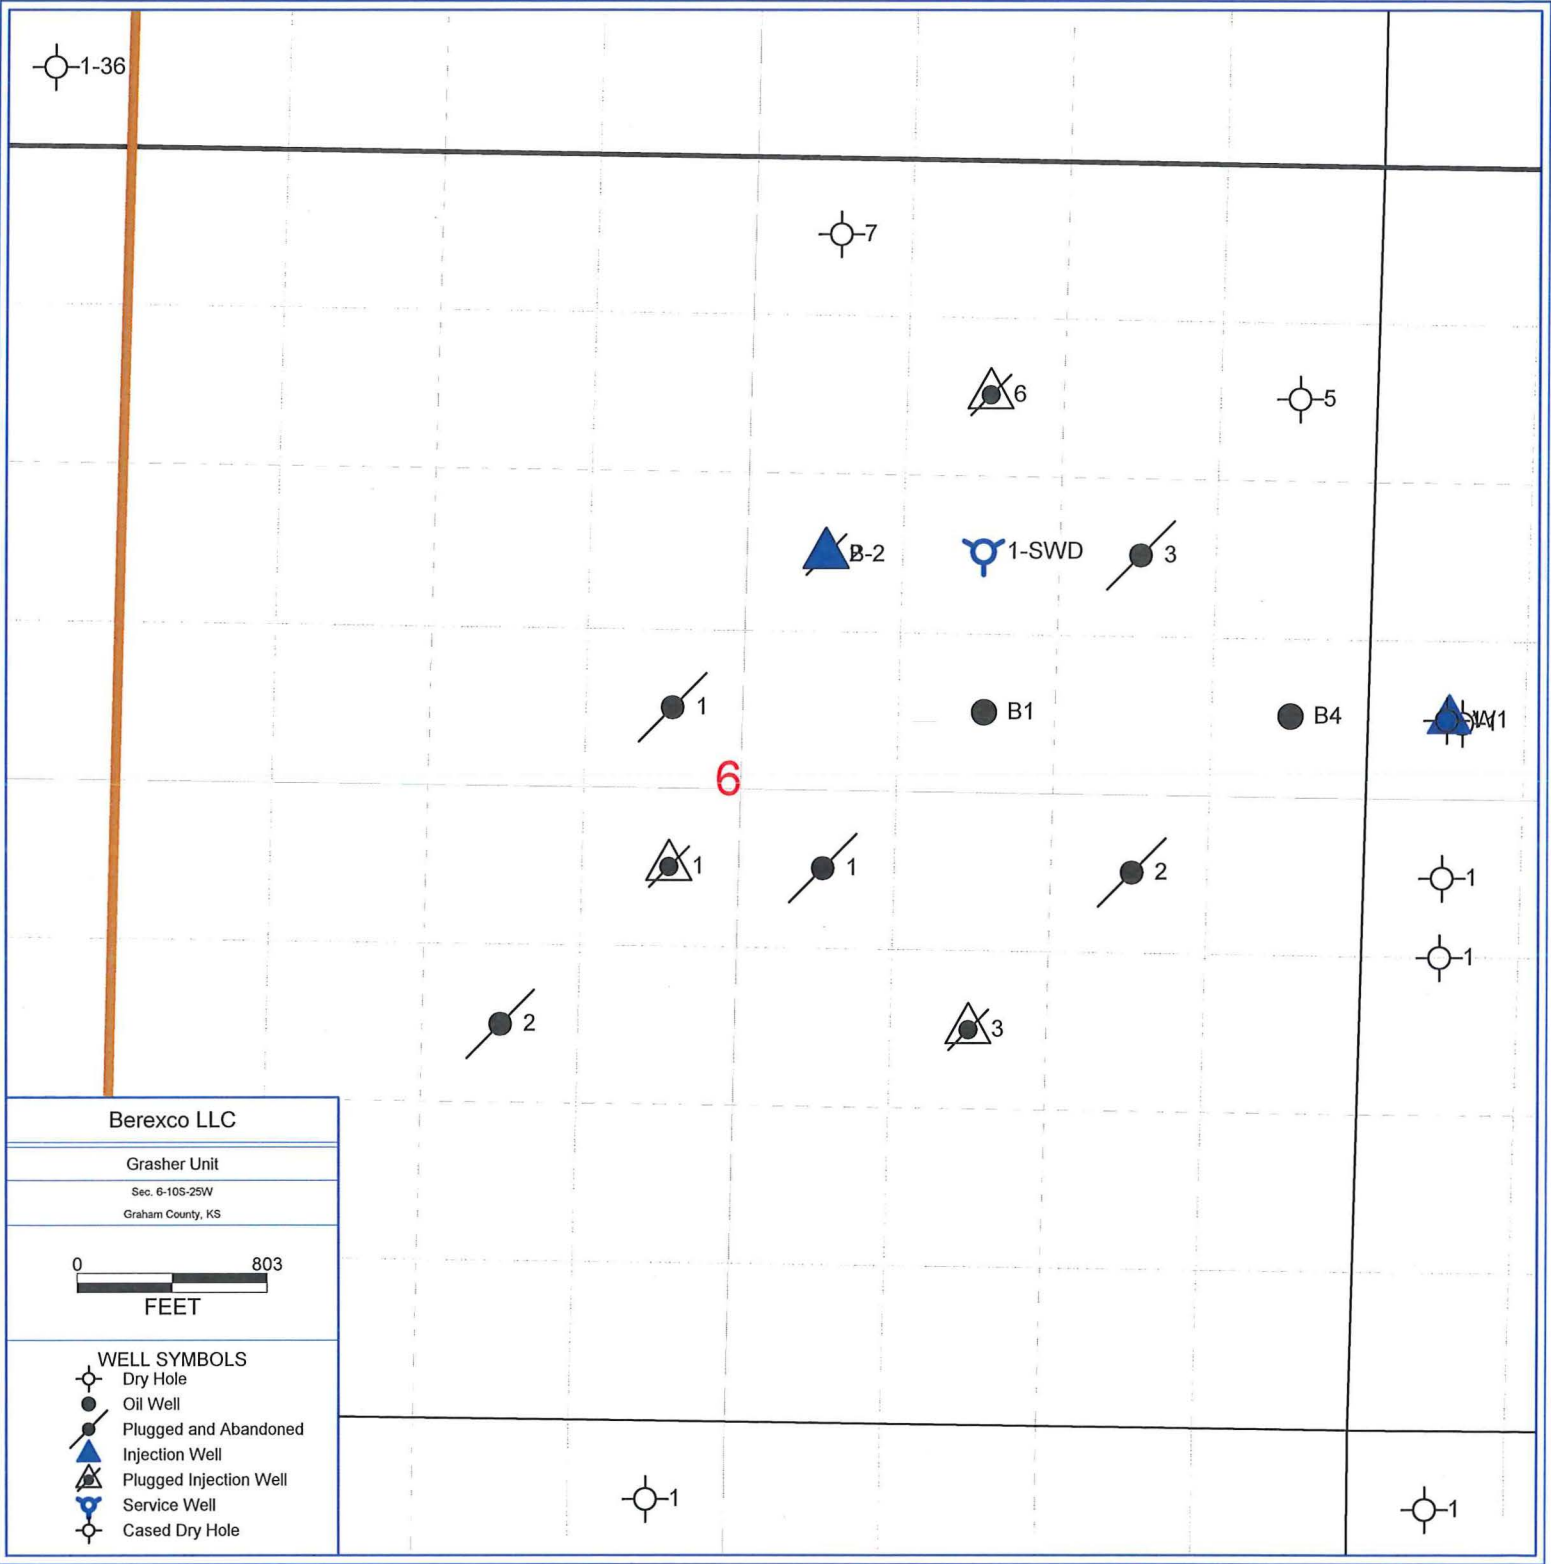 1-36
7
6
5
B-2
1-SWD
3
1
B1
B4
6
1
1
2
1
1
2
3
Berexco LLC
Grasher Unit
Sec. 6-10S-25W
Graham County, KS
0 803
FEET
WELL SYMBOLS
Dry Hole
Oil Well
Plugged and Abandoned
Injection Well
Plugged Injection Well
Service Well
Cased Dry Hole
1
1